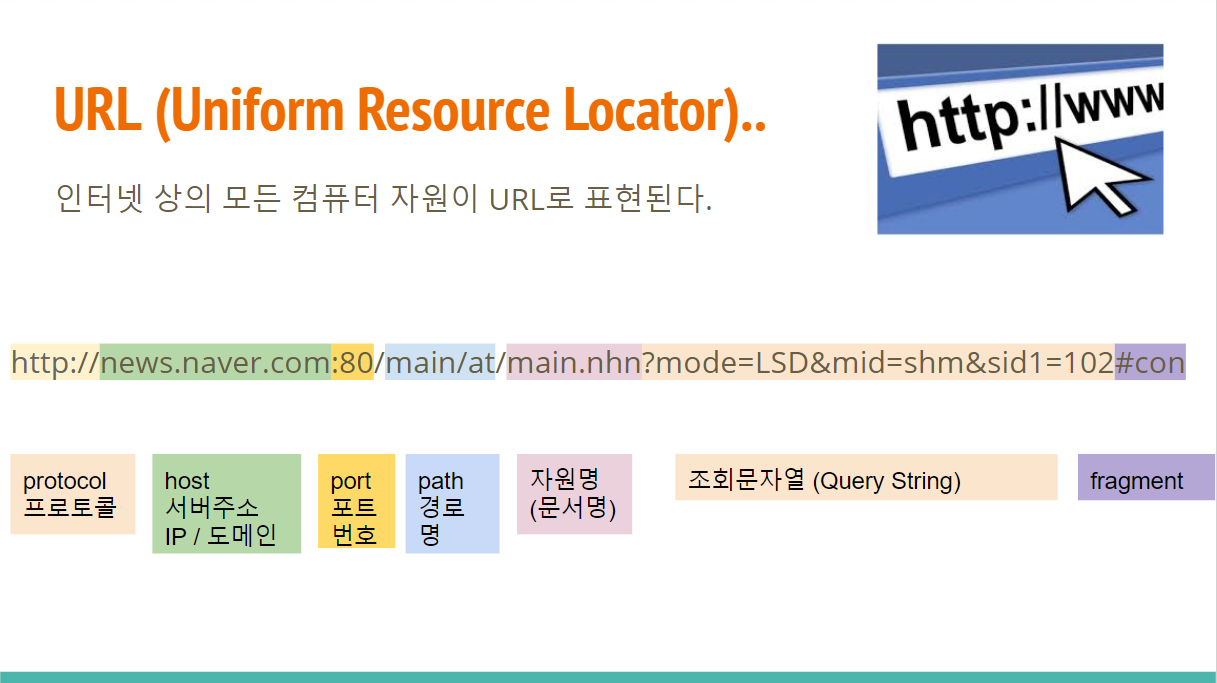 URL (Uniform Resource Locator)..
http://www
인터넷 상의 모든 컴퓨터 자원이 URL로 표현된다.
http://news.naver.com:80/main/at/main.nhn?mode=LSD&mid=shm&sid1=102#con
protocol
프로토콜
host
서버주소
IP / 도메인
port
포트
번호
path
경로
명
자원명
(문서명)
조회문자열 (Query String)
fragment